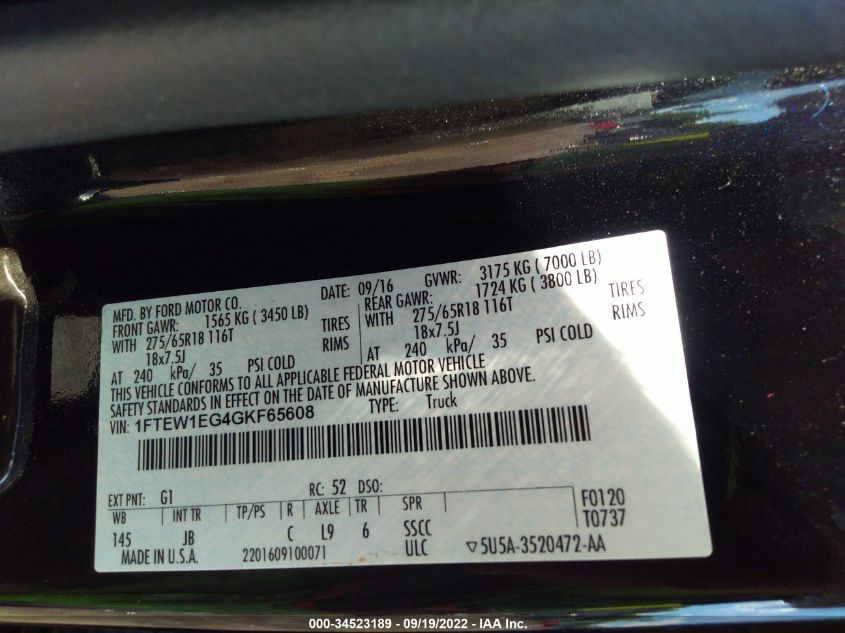 MFD. BY FORD MOTOR CO. DATE: 09/16 GVWR: 3175 KG ( 7000 LB)
FRONT GAWR: 1565 KG ( 3450 LB) REAR GAWR: 1724 KG ( 3800 LB)
WITH 275/65R18 116T TIRES WITH 275/65R18 116T TIRES
18x7.5J RIMS 18x7.5J RIMS
AT 240 kPa/ 35 PSI COLD AT 240 kPa/ 35 PSI COLD
THIS VEHICLE CONFORMS TO ALL APPLICABLE FEDERAL MOTOR VEHICLE
SAFETY STANDARDS IN EFFECT ON THE DATE OF MANUFACTURE SHOWN ABOVE.
VIN: 1FTEW1EG4GKF65608 TYPE: Truck
EXT PNT: G1 RC: 52 DSO: F0120
WB INT TR TP/PS R AXLE TR SPR T0737
145 JB C L9 6 SSCC
ULC
MADE IN U.S.A. 2201609100071 ▽5U5A-3520472-AA
000-34523189 - 09/19/2022 - IAA Inc.